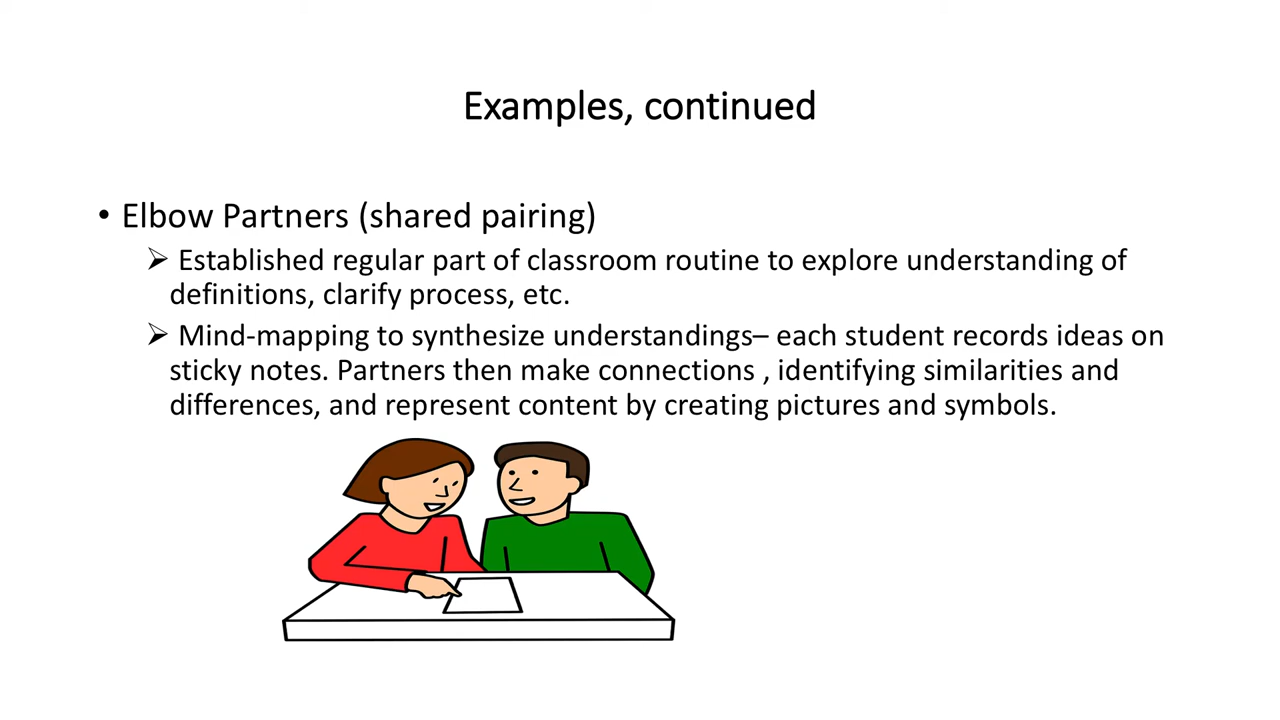 Examples, continued
• Elbow Partners (shared pairing)
➢ Established regular part of classroom routine to explore understanding of
definitions, clarify process, etc.
➢ Mind-mapping to synthesize understandings– each student records ideas on
sticky notes. Partners then make connections , identifying similarities and
differences, and represent content by creating pictures and symbols.